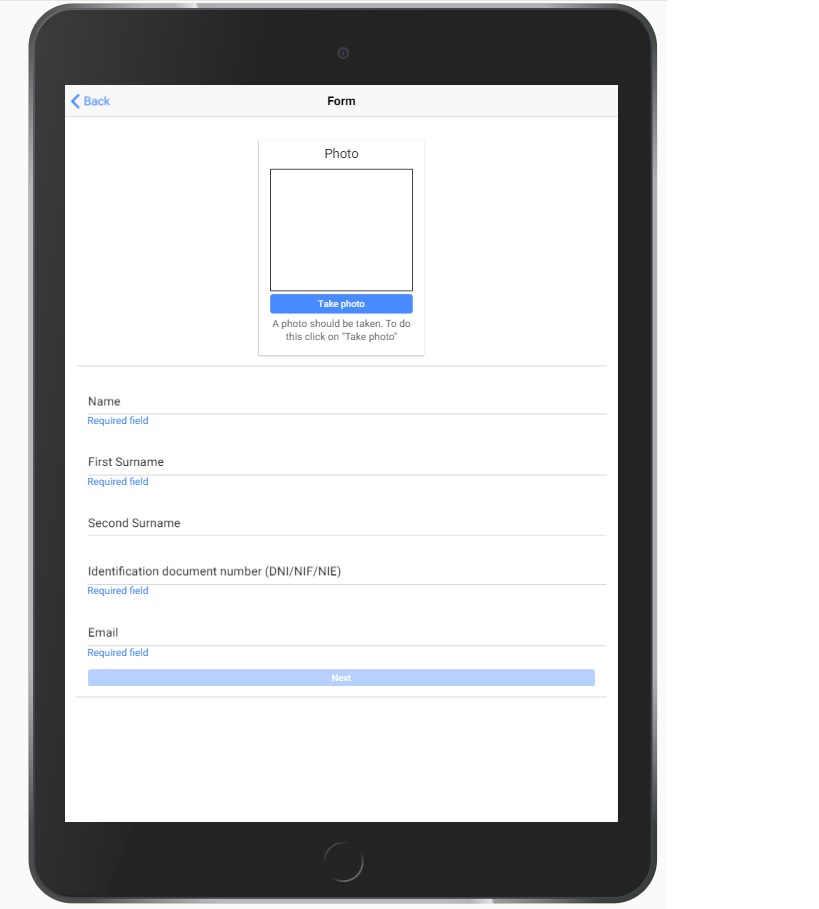 Back
Form
Photo
Take photo
A photo should be taken. To do
this click on "Take photo"
Name
Required field
First Surname
Required field
Second Surname
Identification document number (DNI/NIF/NIE)
Required field
Email
Required field
Next